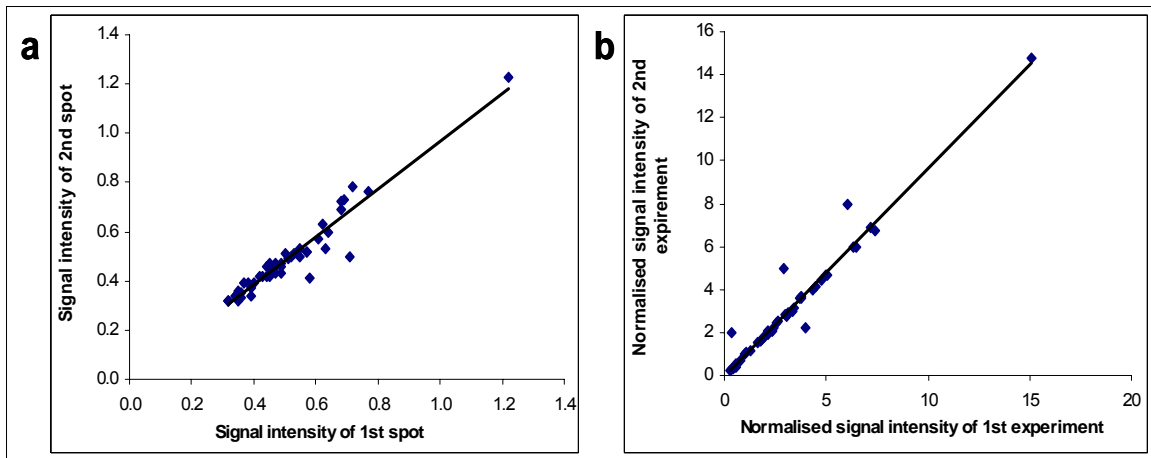 a
Signal intensity of 2nd spot
1.4
1.2
1.0
0.8
0.6
0.4
0.2
0.0
0.0 0.2 0.4 0.6 0.8 1.0 1.2 1.4
Signal intensity of 1st spot
b
Normalised signal intensity of 2nd
expirement
16
14
12
10
8
6
4
2
0
0 5 10 15 20
Normalised signal intensity of 1st experiment